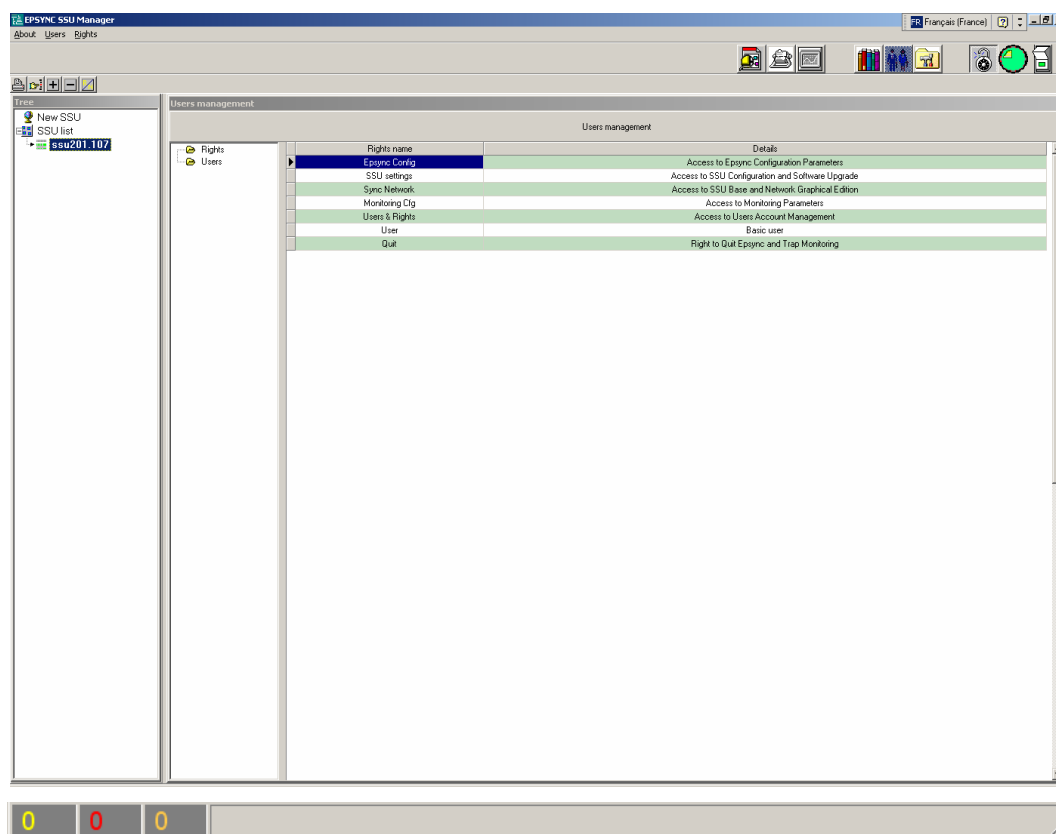 EPSYNC SSU Manager
FR Français (France)
About Users Rights
Tree
New SSU
SSU list
ssu201.107
Users management
Users management
Rights
Users
Rights name Details
Epsync Config Access to Epsync Configuration Parameters
SSU settings Access to SSU Configuration and Software Upgrade
Sync Network Access to SSU Base and Network Graphical Edition
Monitoring Cfg Access to Monitoring Parameters
Users & Rights Access to Users Account Management
User Basic user
Quit Right to Quit Epsync and Trap Monitoring
0 0 0